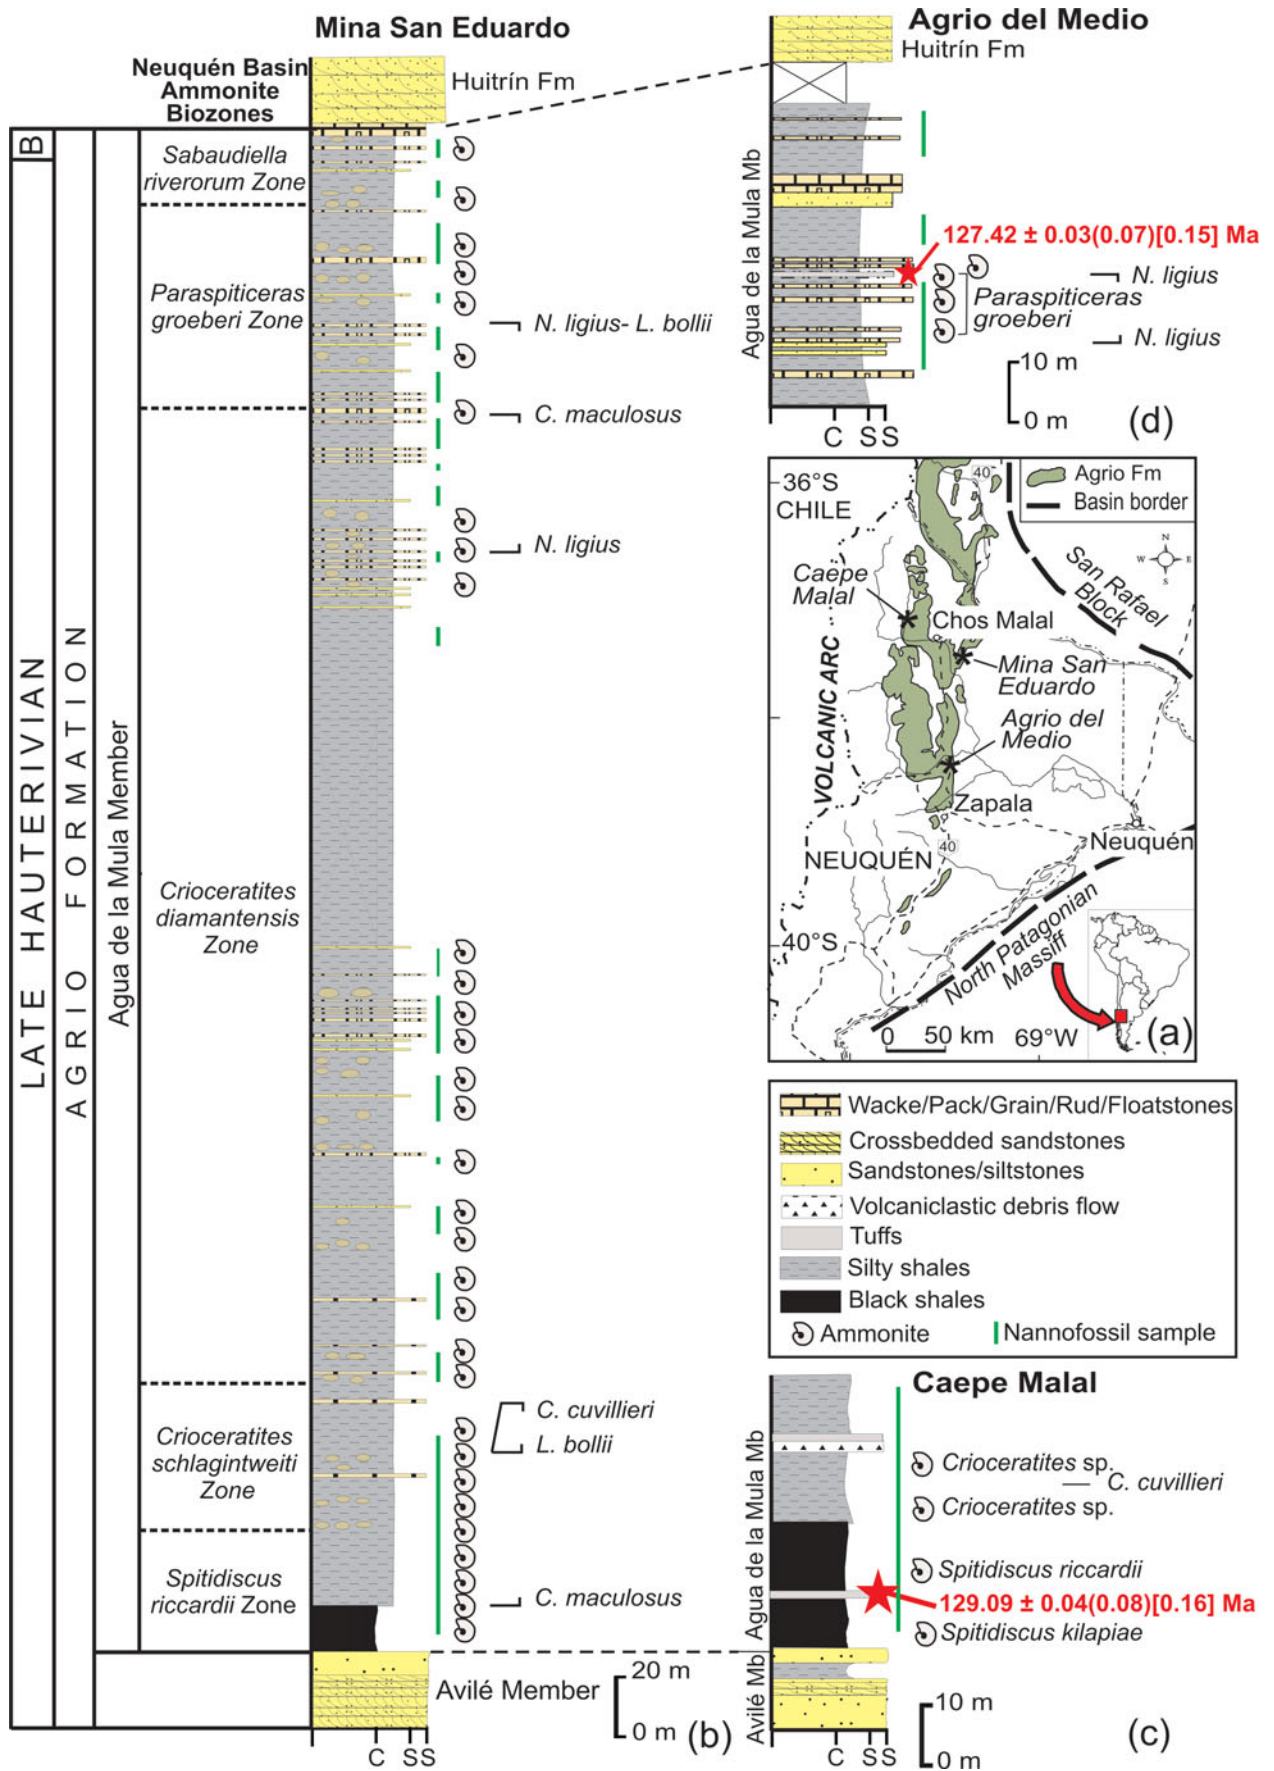 Mina San Eduardo
Neuquén Basin
Ammonite
Biozones
Huitrín Fm
B
LATE HAUTERIVIAN
AGRIO FORMATION
Agua de la Mula Member
Sabaudiella
riverorum Zone
Paraspiticeras
groeberi Zone
Crioceratites
diamantensis
Zone
Crioceratites
schlagintweiti
Zone
Spitidiscus
riccardii Zone
N. ligius- L. bollii
C. maculosus
N. ligius
C. cuvillieri
L. bollii
C. maculosus
Avilé Member
20 m
0 m
(b)
C
S
S
Agrio del Medio
Huitrín Fm
Agua de la Mula Mb
127.42 ± 0.03(0.07)[0.15] Ma
N. ligius
Paraspiticeras
groeberi
N. ligius
10 m
0 m
(d)
C
S
S
36°S
CHILE
Agrio Fm
Basin border
40
N
W
E
S
San Rafael
Block
Caepe
Malal
Chos Malal
Mina San
Eduardo
VOLCANIC ARC
Agrio del
Medio
Zapala
Neuquén
NEUQUÉN
40
40°S
North Patagonian
Massiff
0
50 km
69°W
(a)
Wacke/Pack/Grain/Rud/Floatstones
Crossbedded sandstones
Sandstones/siltstones
Volcaniclastic debris flow
Tuffs
Silty shales
Black shales
Ammonite
Nannofossil sample
Caepe Malal
Agua de la Mula Mb
Crioceratites sp.
C. cuvillieri
Crioceratites sp.
Spitidiscus riccardii
129.09 ± 0.04(0.08)[0.16] Ma
Spitidiscus kilapiae
Avilé Mb
10 m
0 m
(c)
C
S
S